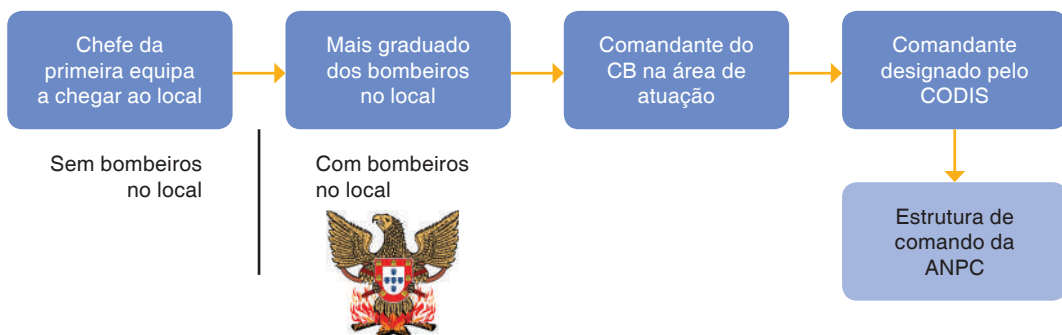 Chefe da
primeira equipa
a chegar ao local
Mais graduado
dos bombeiros
no local
Comandante do
CB na área de
atuação
Comandante
designado pelo
CODIS
Sem bombeiros
no local
Com bombeiros
no local
Estrutura de
comando da
ANPC